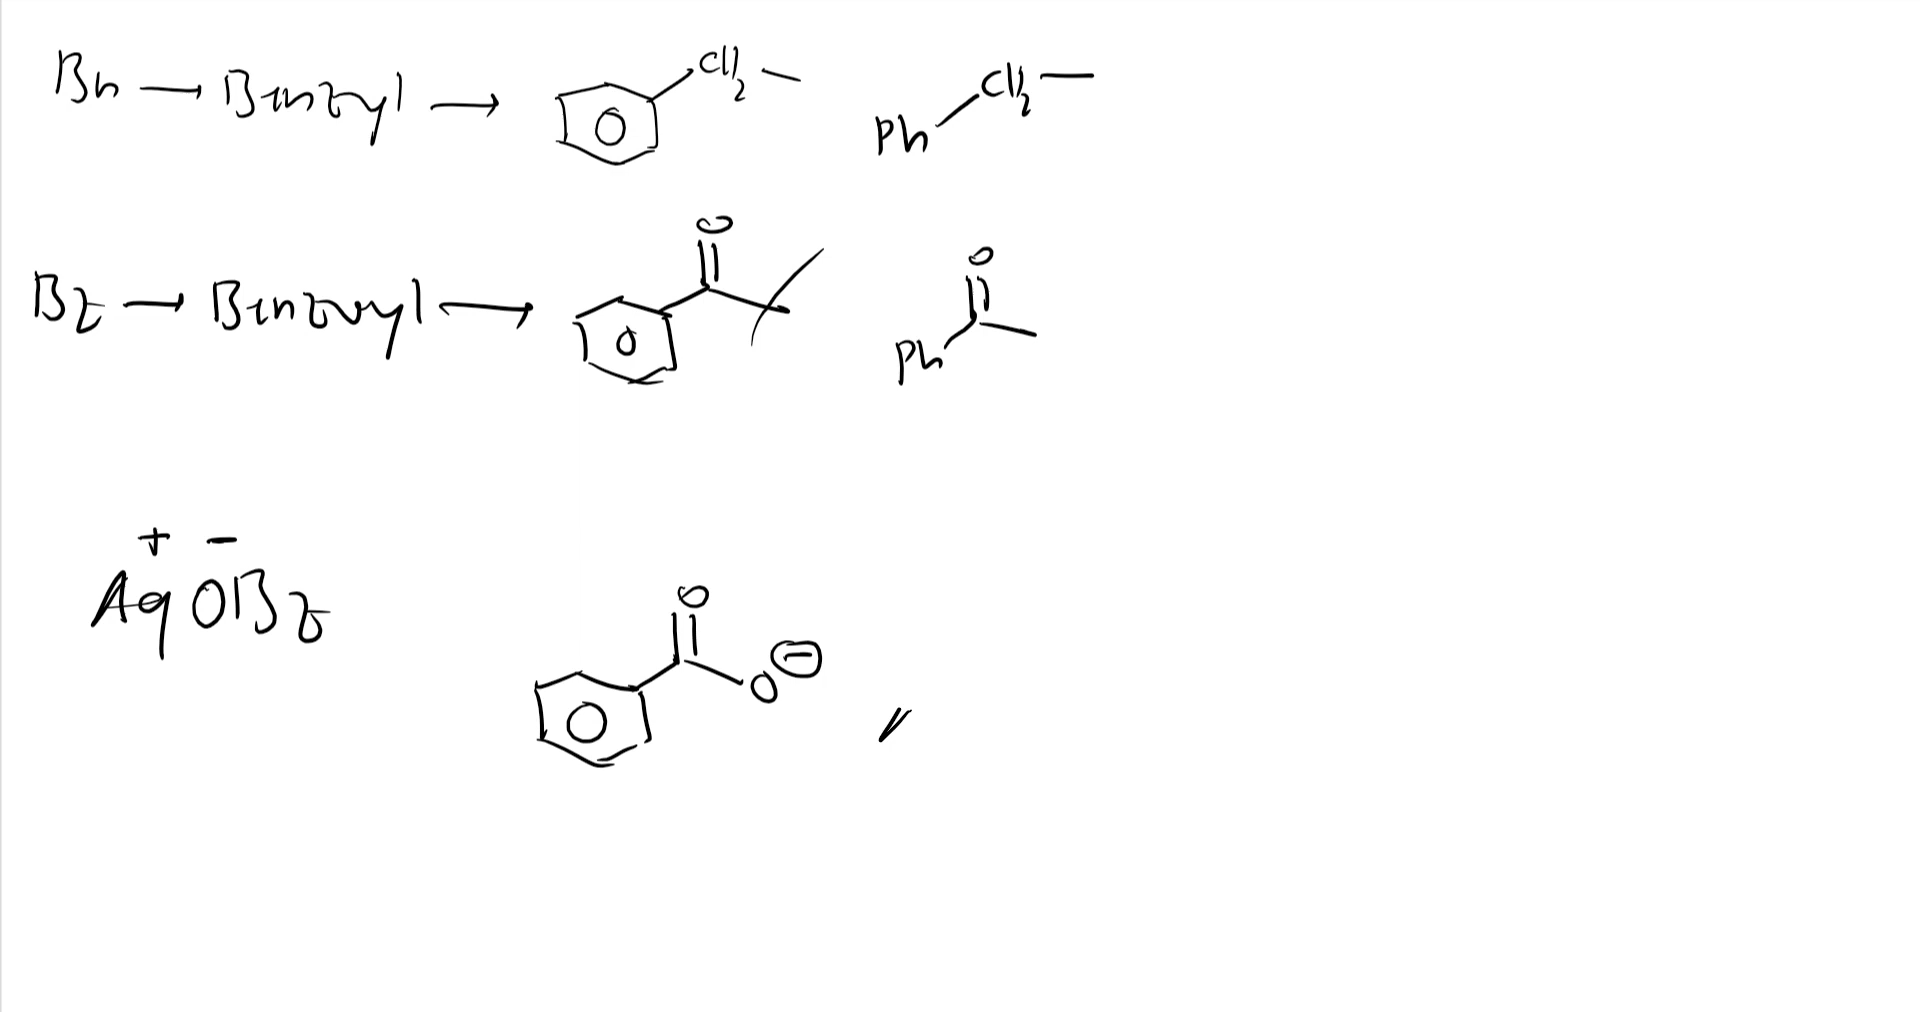 Bn → Benzyl → CH2 — Ph CH2 —
Bz → Benzoyl → O Ph O
+ -
AgOBz
O O ⊖